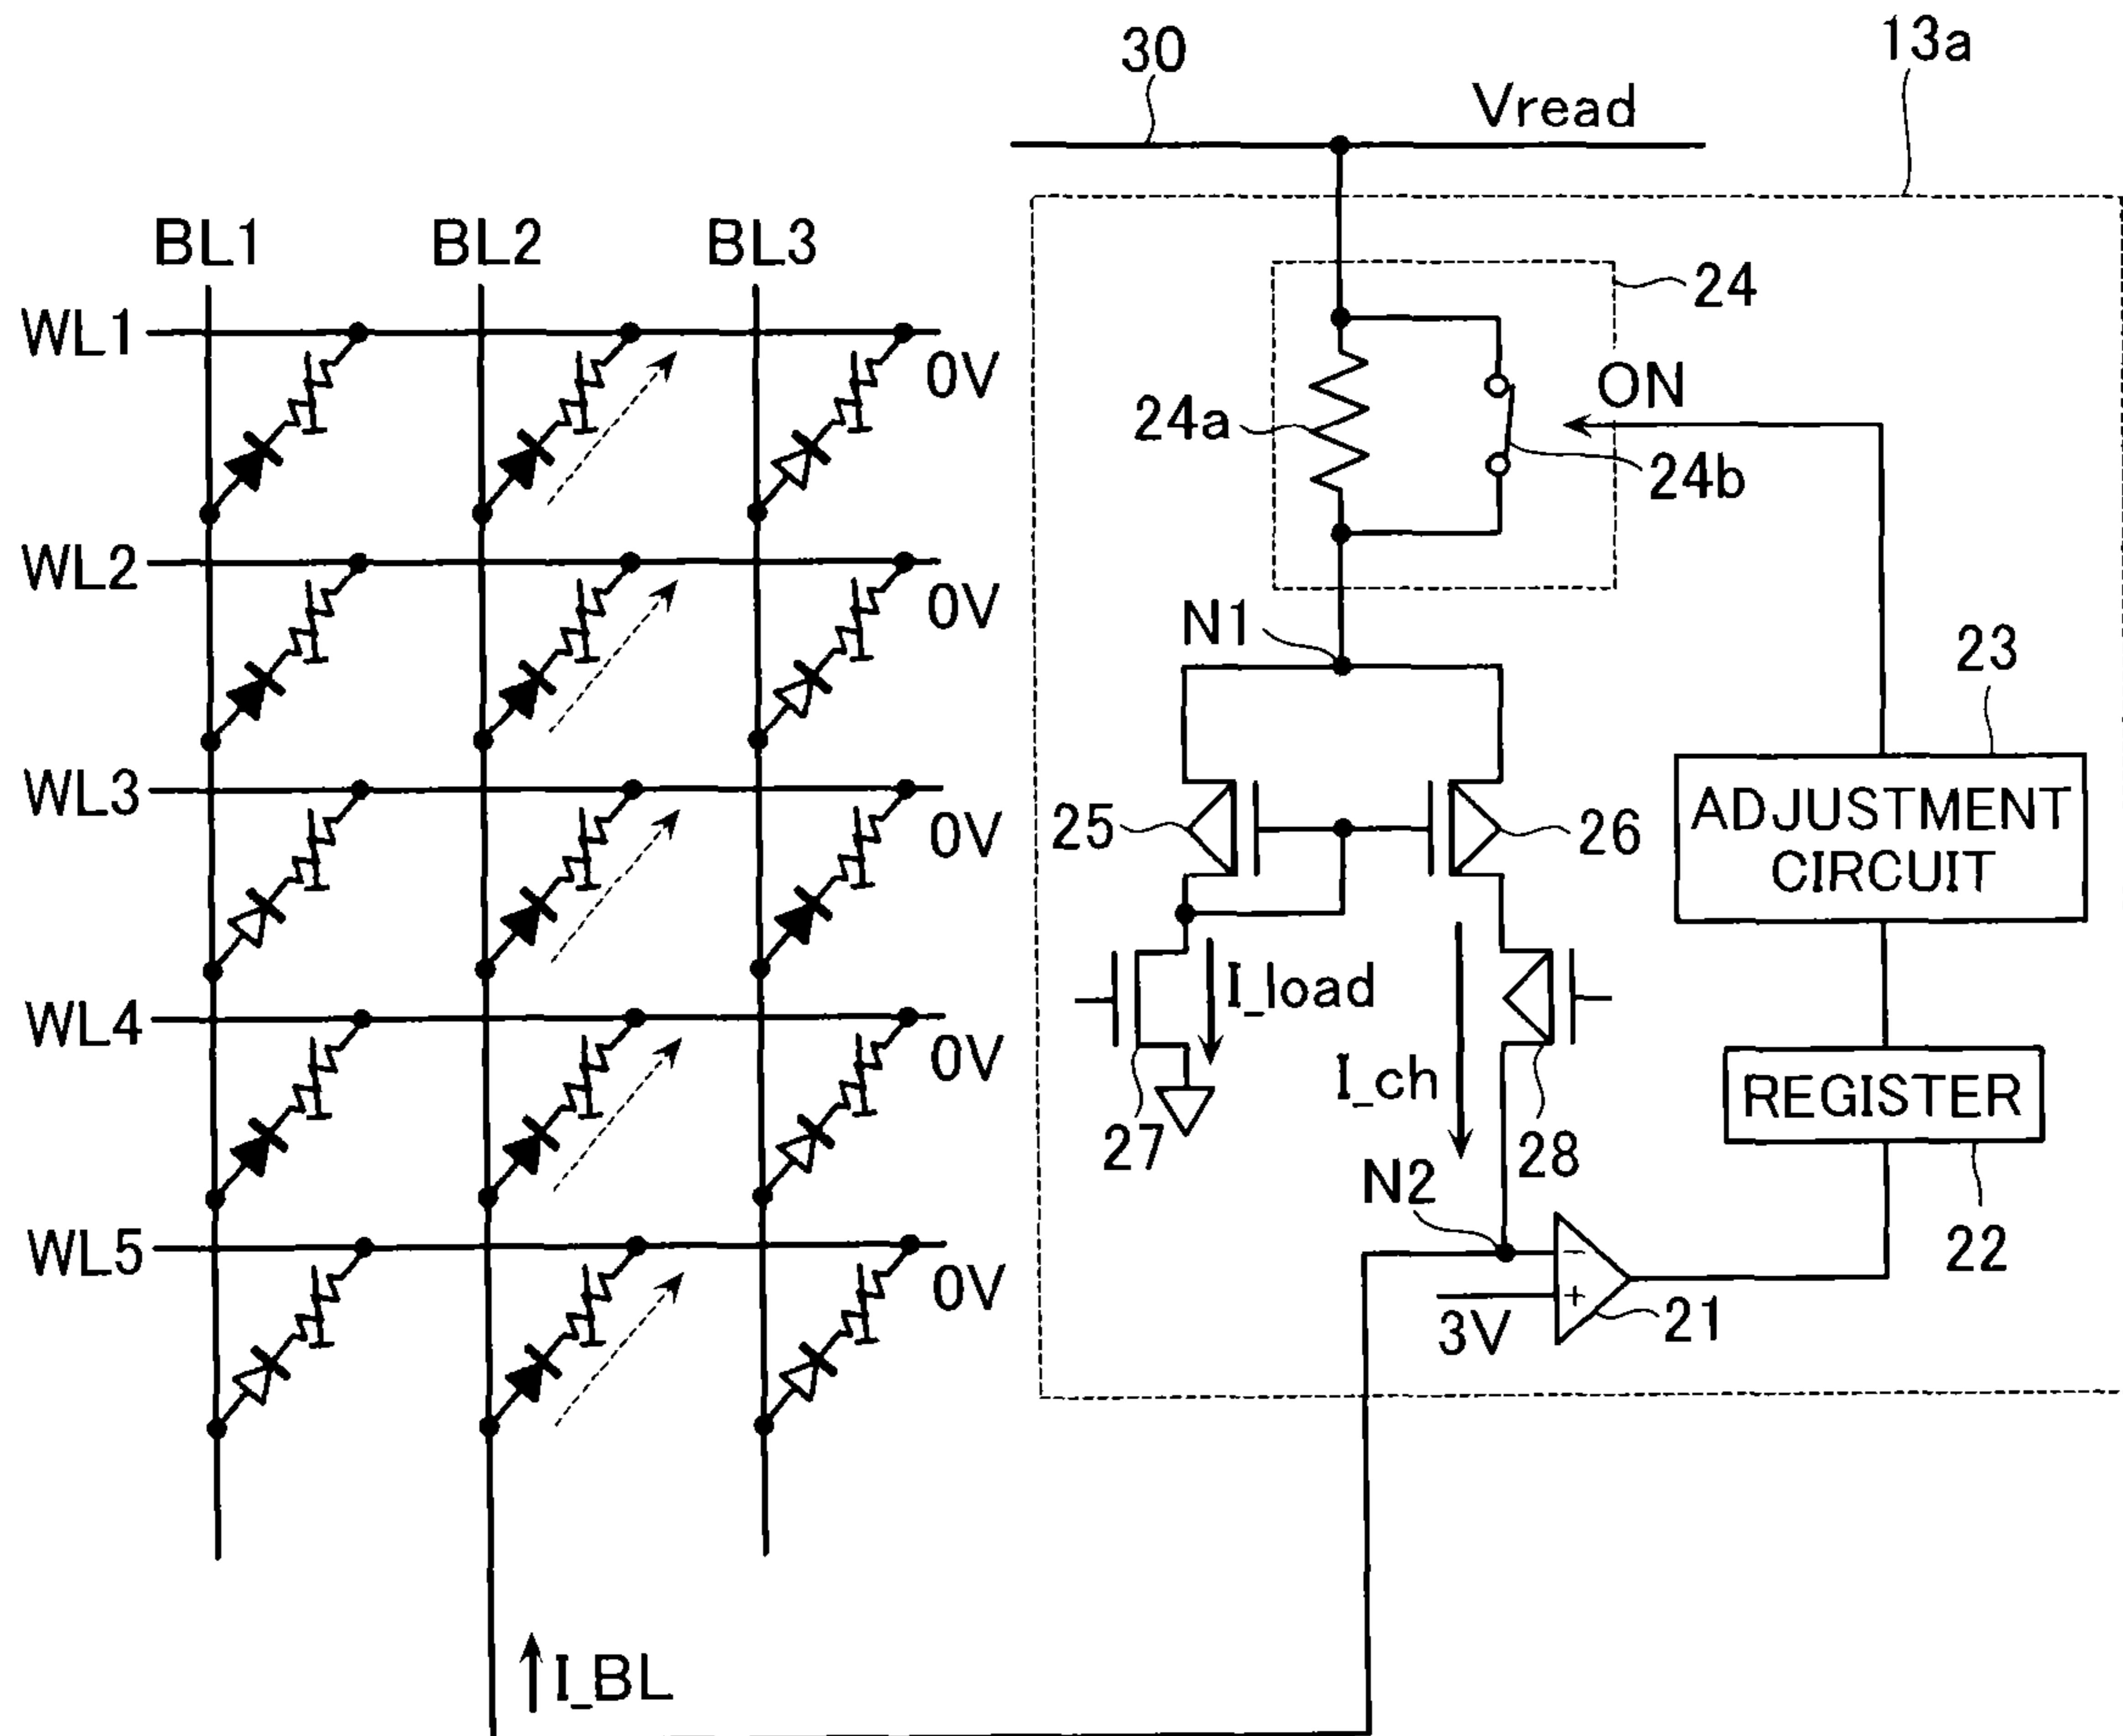 30
13a
Vread
BL1 BL2 BL3
24
WL1
0V
ON
24a
24b
WL2
0V
N1
23
WL3
0V
25
26
ADJUSTMENT
CIRCUIT
I_load
WL4
0V
I_ch
REGISTER
27
28
N2
WL5
0V
22
3V
21
I_BL